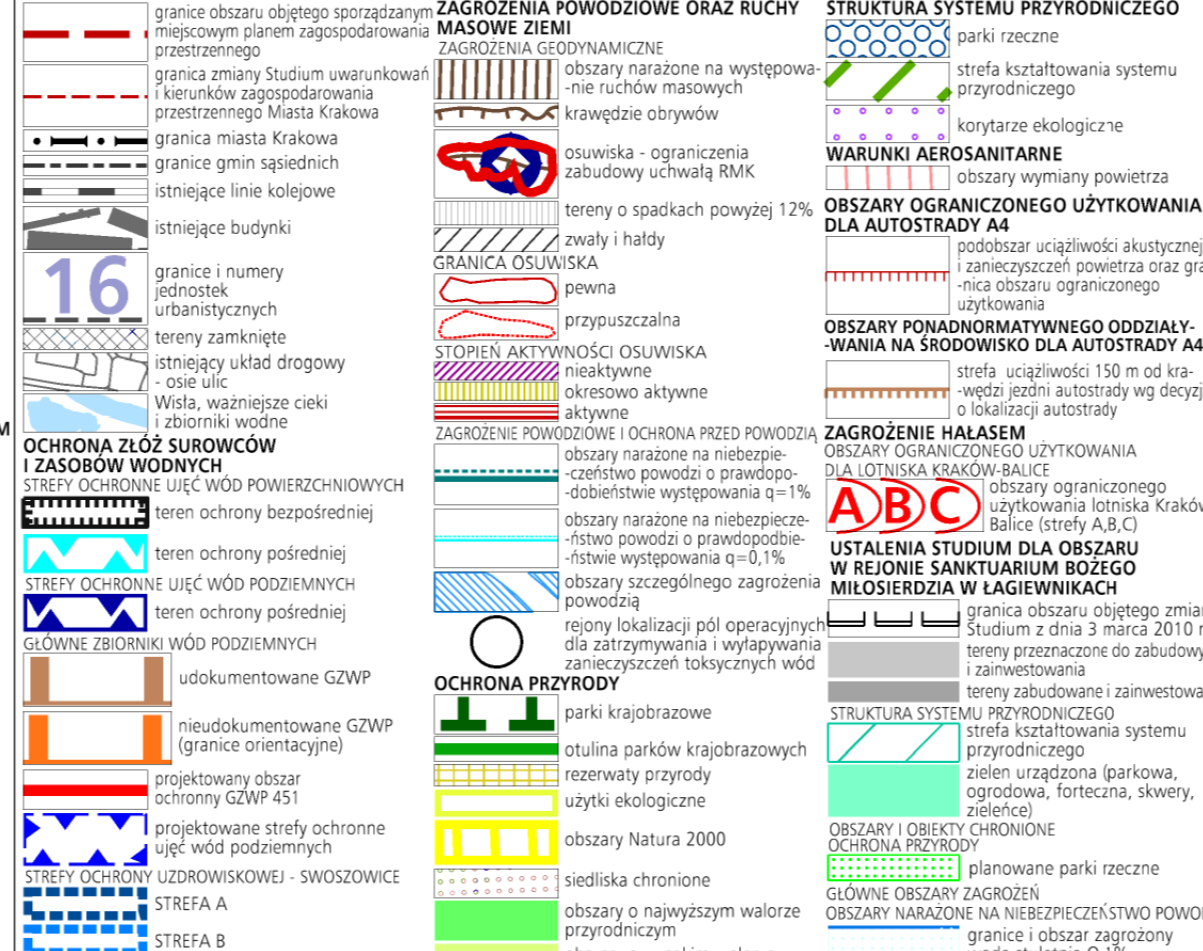 granice obszaru objętego sporządzanym
miejscowym planem zagospodarowania
przestrzennego
granica zmiany Studium uwarunkowań
i kierunków zagospodarowania
przestrzennego Miasta Krakowa
granica miasta Krakowa
granice gmin sąsiednich
istniejące linie kolejowe
istniejące budynki
16
granice i numery
jednostek
urbanistycznych
tereny zamknięte
istniejący układ drogowy
- osie ulic
Wisła, ważniejsze cieki
i zbiorniki wodne
M
OCHRONA ZŁÓŻ SUROWCÓW
I ZASOBÓW WODNYCH
STREFY OCHRONNE UJĘĆ WÓD POWIERZCHNIOWYCH
teren ochrony bezpośredniej
teren ochrony pośredniej
STREFY OCHRONNE UJĘĆ WÓD PODZIEMNYCH
teren ochrony pośredniej
GŁÓWNE ZBIORNIKI WÓD PODZIEMNYCH
udokumentowane GZWP
nieudokumentowane GZWP
(granice orientacyjne)
projektowany obszar
ochronny GZWP 451
projektowane strefy ochronne
ujęć wód podziemnych
STREFY OCHRONY UZDROWISKOWEJ - SWOSZOWICE
STREFA A
STREFA B
ZAGROŻENIA POWODZIOWE ORAZ RUCHY
MASOWE ZIEMI
ZAGROŻENIA GEODYNAMICZNE
obszary narażone na występowa-
-nie ruchów masowych
krawędzie obrywów
osuwiska - ograniczenia
zabudowy uchwałą RMK
tereny o spadkach powyżej 12%
zwały i hałdy
GRANICA OSUWISKA
pewna
przypuszczalna
STOPIEŃ AKTYWNOŚCI OSUWISKA
nieaktywne
okresowo aktywne
aktywne
ZAGROŻENIE POWODZIOWE I OCHRONA PRZED POWODZIĄ
obszary narażone na niebezpie-
-czeństwo powodzi o prawdopo-
-dobieństwie występowania q=1%
obszary narażone na niebezpiecze-
-ństwo powodzi o prawdopodbie-
-ństwie występowania q=0,1%
obszary szczególnego zagrożenia
powodzią
rejony lokalizacji pól operacyjnych
dla zatrzymywania i wyłapywania
zanieczyszczeń toksycznych wód
OCHRONA PRZYRODY
parki krajobrazowe
otulina parków krajobrazowych
rezerwaty przyrody
użytki ekologiczne
obszary Natura 2000
siedliska chronione
obszary o najwyższym walorze
przyrodniczym
STRUKTURA SYSTEMU PRZYRODNICZEGO
parki rzeczne
strefa kształtowania systemu
przyrodniczego
korytarze ekologiczne
WARUNKI AEROSANITARNE
obszary wymiany powietrza
OBSZARY OGRANICZONEGO UŻYTKOWANIA
DLA AUTOSTRADY A4
podobszar uciążliwości akustycznej
i zanieczyszczeń powietrza oraz gra
-nica obszaru ograniczonego
użytkowania
OBSZARY PONADNORMATYWNEGO ODDZIAŁY-
-WANIA NA ŚRODOWISKO DLA AUTOSTRADY A4
strefa uciążliwości 150 m od kra-
-wędzi jezdni autostrady wg decyzj
o lokalizacji autostrady
ZAGROŻENIE HAŁASEM
OBSZARY OGRANICZONEGO UŻYTKOWANIA
DLA LOTNISKA KRAKÓW-BALICE
ABC
obszary ograniczonego
użytkowania lotniska Kraków
Balice (strefy A,B,C)
USTALENIA STUDIUM DLA OBSZARU
W REJONIE SANKTUARIUM BOŻEGO
MIŁOSIERDZIA W ŁAGIEWNIKACH
granica obszaru objętego zmian
Studium z dnia 3 marca 2010 r
tereny przeznaczone do zabudowy
i zainwestowania
tereny zabudowane i zainwestowa
STRUKTURA SYSTEMU PRZYRODNICZEGO
strefa kształtowania systemu
przyrodniczego
zielen urządzona (parkowa,
ogrodowa, forteczna, skwery,
zieleńce)
OBSZARY I OBIEKTY CHRONIONE
OCHRONA PRZYRODY
planowane parki rzeczne
GŁÓWNE OBSZARY ZAGROŻEŃ
OBSZARY NARAŻONE NA NIEBEZPIECZEŃSTWO POWO
granice i obszar zagrożony